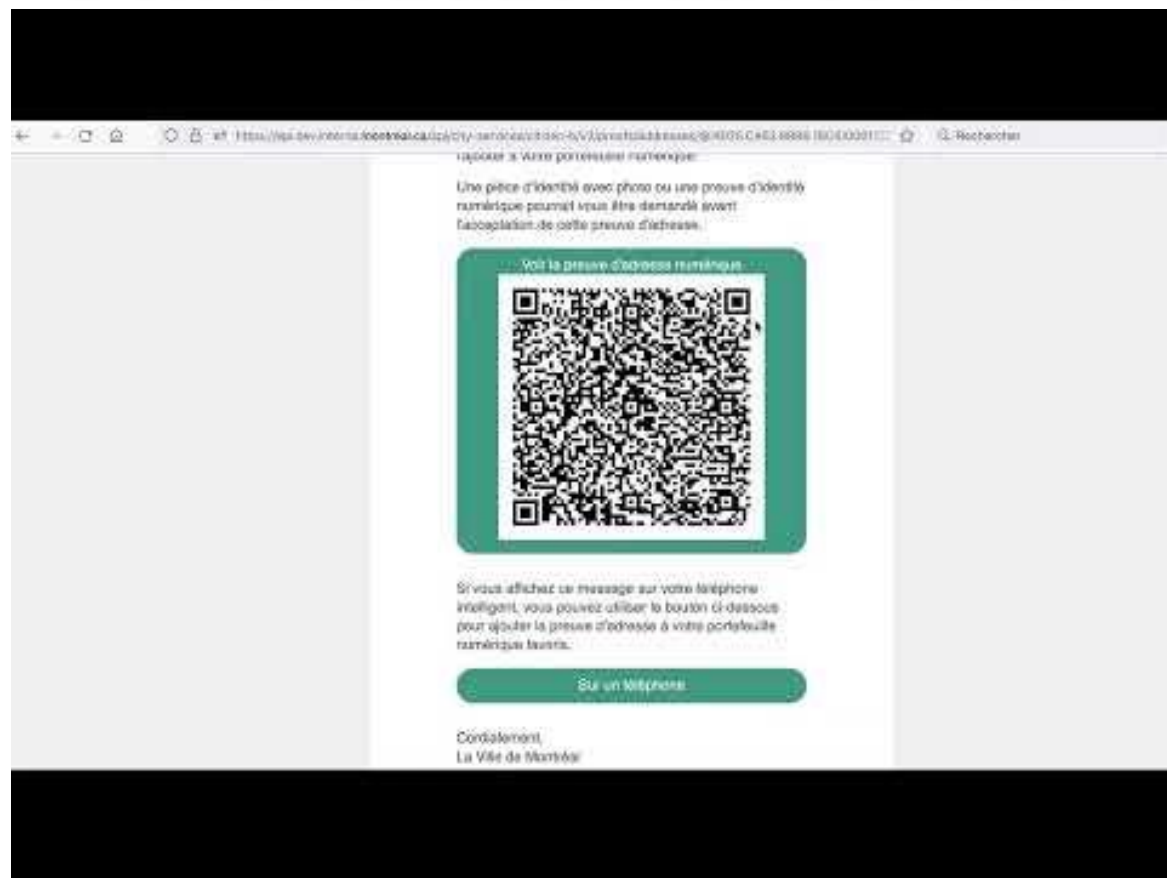 Rechercher
l'ajouter à votre portefeuille numérique.
Une pièce d'identité avec photo ou une preuve d'identité
numérique pourrait vous être demandé avant
l'acceptation de cette preuve d'adresse.
Voir la preuve d'adresse numérique
Si vous affichez ce message sur votre téléphone
intelligent, vous pouvez utiliser le bouton ci-dessous
pour ajouter la preuve d'adresse à votre portefeuille
numérique favoris.
Sur un téléphone
Cordialement,
La Ville de Montréal